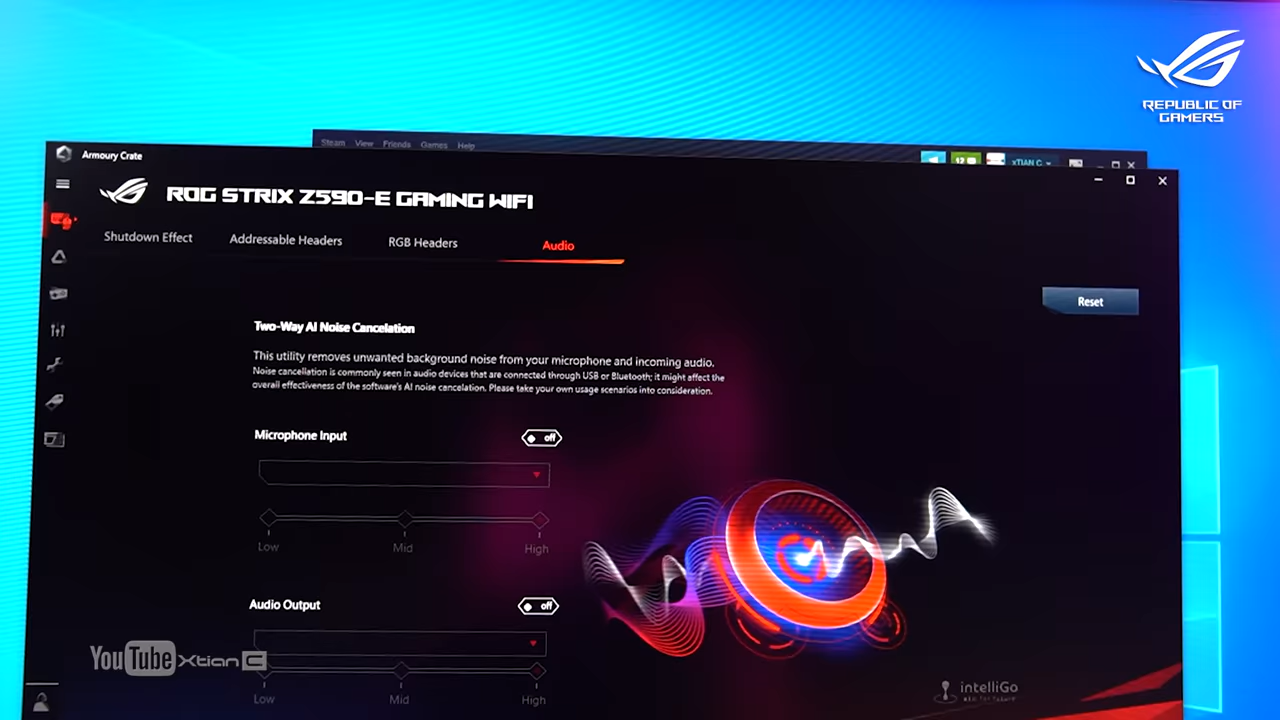 REPUBLIC OF
GAMERS
Steam View Friends Games Help
12
xTIAN C
Armoury Crate
ROG STRIX Z590-E GAMING WIFI
Shutdown Effect
Addressable Headers
RGB Headers
Audio
Reset
Two-Way AI Noise Cancelation
This utility removes unwanted background noise from your microphone and incoming audio.
Noise cancellation is commonly seen in audio devices that are connected through USB or Bluetooth; it might affect the
overall effectiveness of the software's AI noise cancelation. Please take your own usage scenarios into consideration.
Microphone Input
off
Low Mid High
Audio Output
off
Low Mid High
YouTube Xtian C
intelliGo